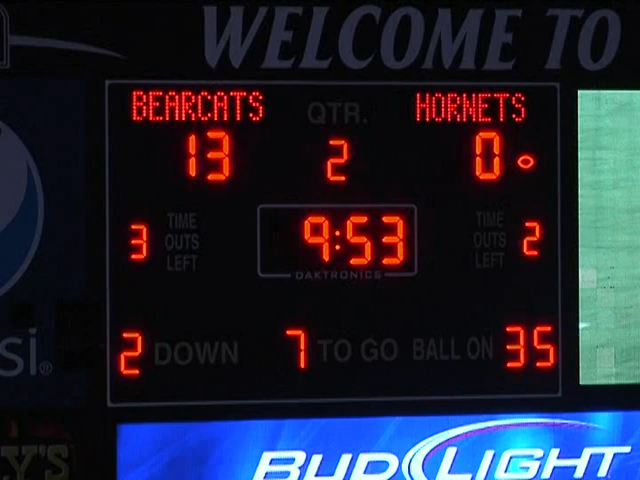 WELCOME TO
BEARCATS QTR. HORNETS
13 2 0
3 TIME OUTS LEFT 9:53 TIME OUTS LEFT 2
DAKTRONICS
2 DOWN 7 TO GO BALL ON 35
si®
Y'S
BUD LIGHT